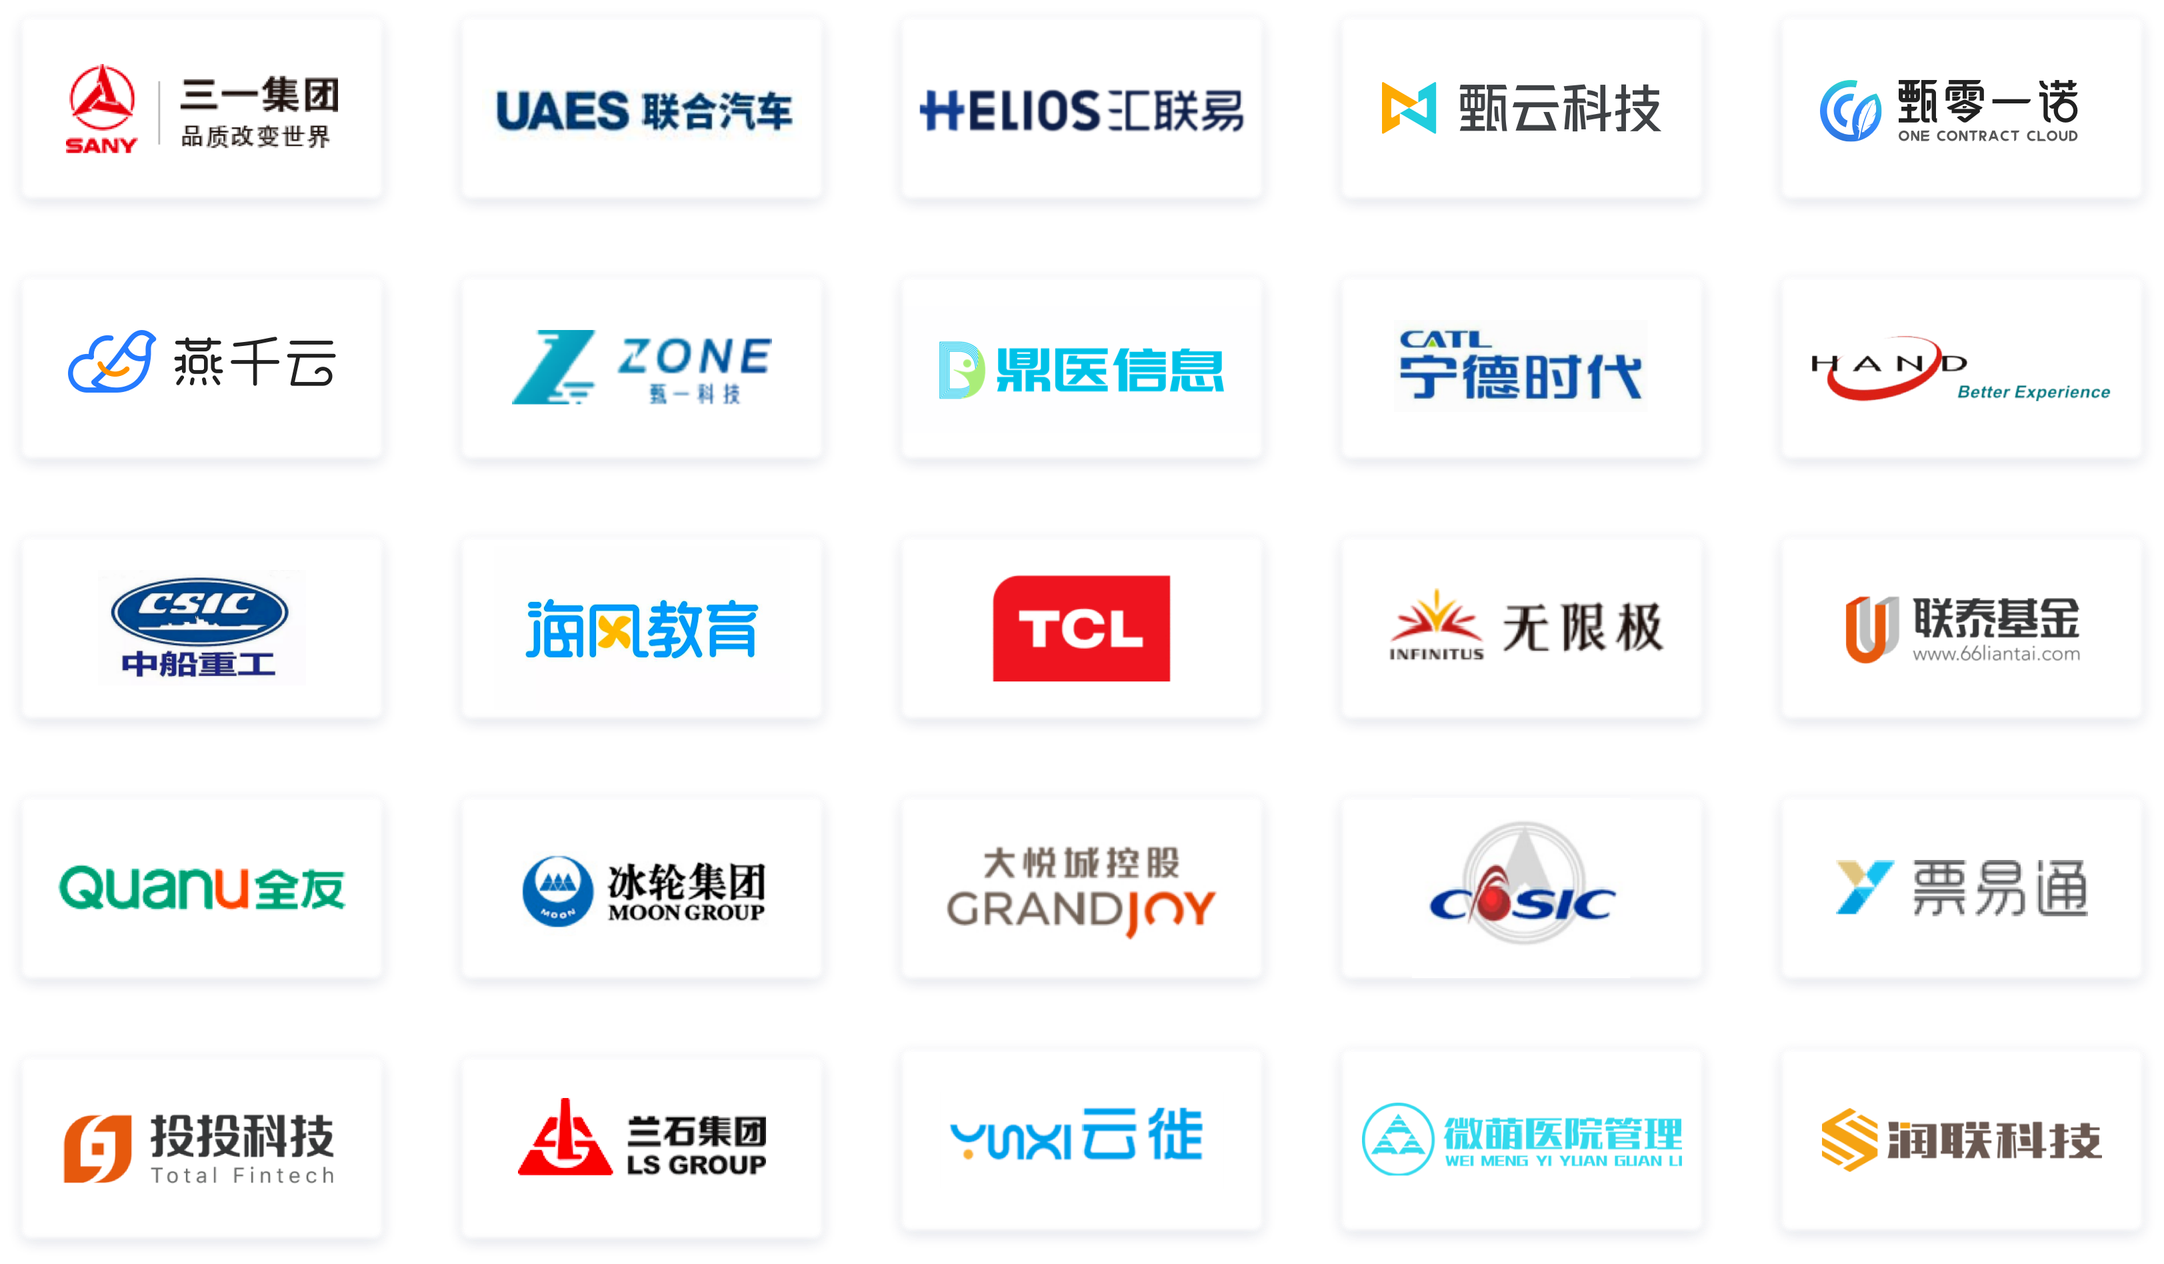 三一集团
SANY
品质改变世界
UAES 联合汽车
HELIOS 汇联易
甄云科技
甄零一诺
ONE CONTRACT CLOUD
燕千云
ZONE
甄一科技
鼎医信息
CATL
宁德时代
HAND
Better Experience
CSIC
中船重工
海风教育
TCL
INFINITUS
无限极
联泰基金
www.66liantai.com
Quanu全友
冰轮集团
MOON
MOON GROUP
大悦城控股
GRANDJOY
CASIC
票易通
投投科技
Total Fintech
兰石集团
LS GROUP
YUNXI云徙
微萌医院管理
WEI MENG YI YUAN GUAN LI
润联科技